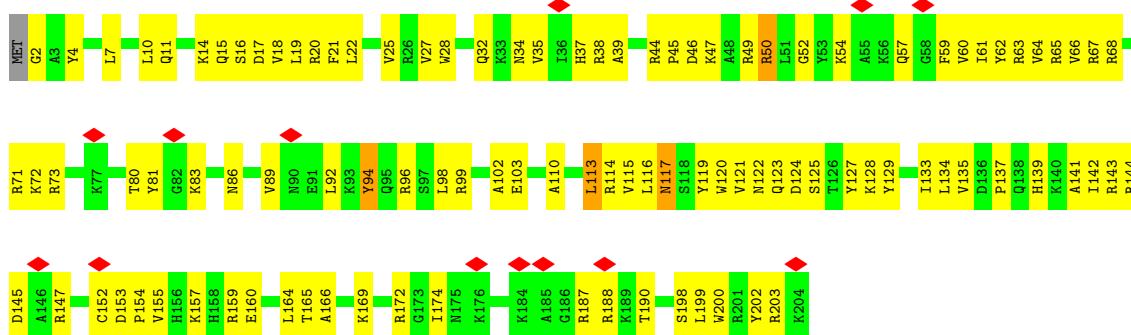 MET G2 A3 Y4 L7 L10 Q11 K14 Q15 S16 D17 V18 L19 R20 F21 L22 V25 R26 V27 W28 Q32 K33 N34 V35 I36 H37 R38 A39 R44 P45 D46 K47 A48 R49 R50 L51 G52 Y53 K54 A55 K56 Q57 G58 F59 V60 I61 Y62 R63 V64 R65 V66 R67 R68
R71 K72 R73 K77 T80 Y81 G82 K83 N86 V89 N90 E91 L92 K93 Y94 Q95 R96 S97 L98 R99 A102 E103 A110 L113 R114 V115 L116 N117 S118 Y119 W120 V121 N122 Q123 D124 S125 T126 Y127 K128 Y129 I133 L134 V135 D136 P137 Q138 H139 K140 A141 I142 R143 R144
D145 A146 R147 C152 D153 P154 V155 H156 K157 H158 R159 E160 L164 T165 A166 K169 R172 G173 I174 N175 K176 K184 A185 G186 R187 R188 K189 T190 S198 L199 W200 R201 Y202 R203 K204